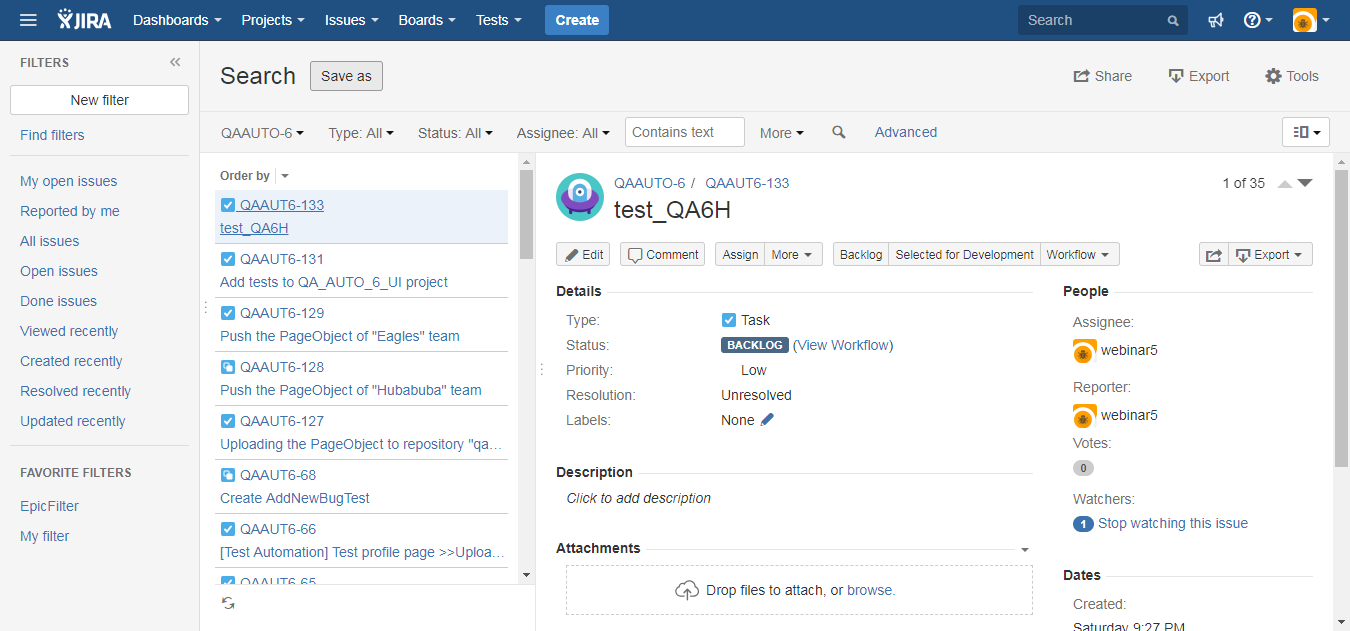 JIRA Dashboards Projects Issues Boards Tests Create Search
FILTERS
New filter
Find filters
My open issues
Reported by me
All issues
Open issues
Done issues
Viewed recently
Created recently
Resolved recently
Updated recently
FAVORITE FILTERS
EpicFilter
My filter
Search Save as Share Export Tools
QAAUTO-6 Type: All Status: All Assignee: All Contains text More Advanced
Order by
QAAUT6-133
test_QA6H
QAAUT6-131
Add tests to QA_AUTO_6_UI project
QAAUT6-129
Push the PageObject of "Eagles" team
QAAUT6-128
Push the PageObject of "Hubabuba" team
QAAUT6-127
Uploading the PageObject to repository "qa...
QAAUT6-68
Create AddNewBugTest
QAAUT6-66
[Test Automation] Test profile page >>Uploa...
QAAUT6-65
QAAUTO-6 / QAAUT6-133 1 of 35
test_QA6H
Edit Comment Assign More Backlog Selected for Development Workflow Export
Details
Type: Task
Status: BACKLOG (View Workflow)
Priority: Low
Resolution: Unresolved
Labels: None
Description
Click to add description
Attachments
Drop files to attach, or browse.
People
Assignee:
webinar5
Reporter:
webinar5
Votes:
0
Watchers:
1 Stop watching this issue
Dates
Created:
Saturday 9:27 PM